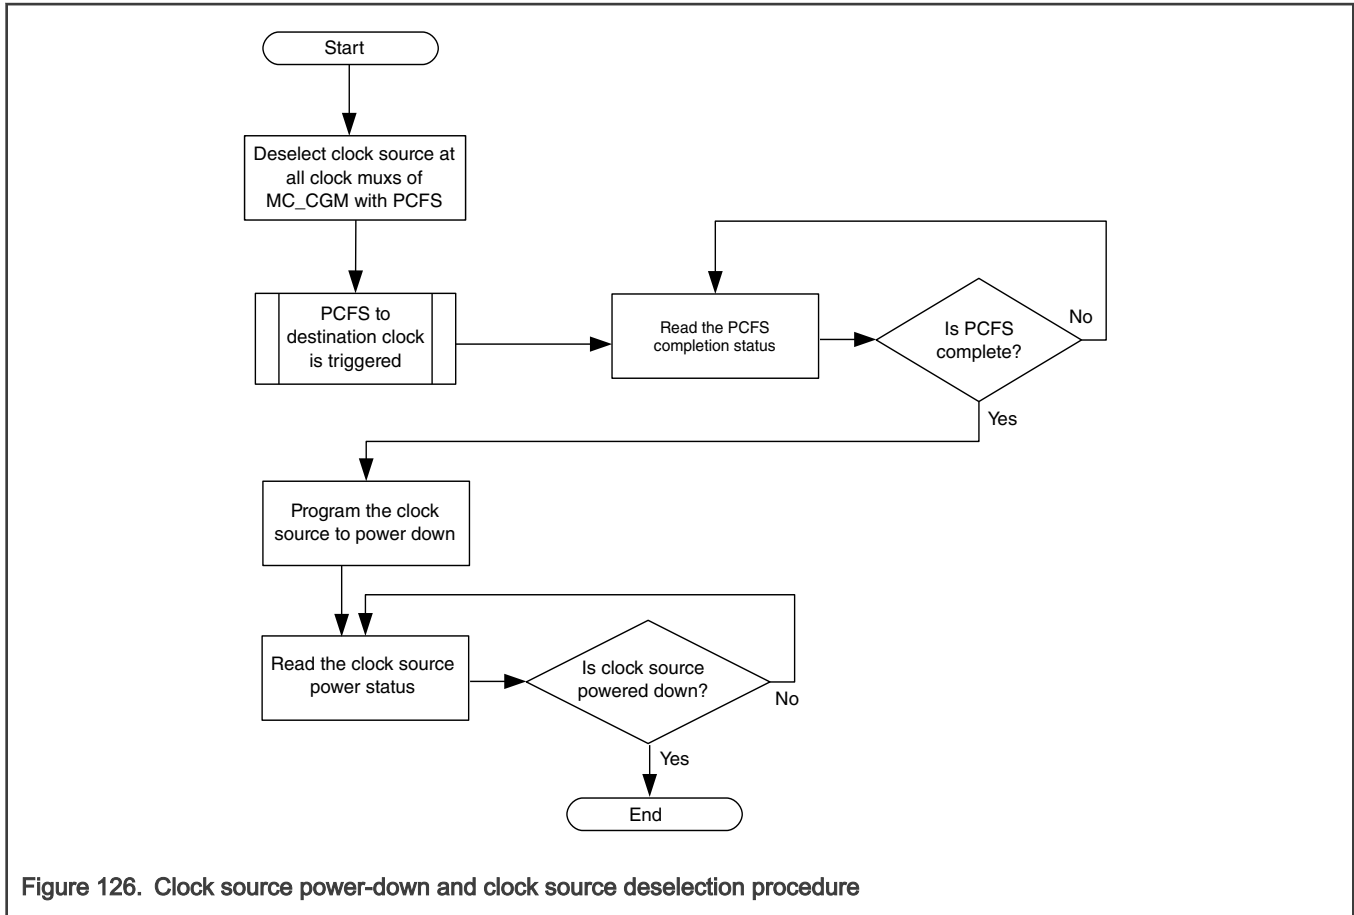 Start
Deselect clock source at
all clock muxs of
MC_CGM with PCFS
PCFS to
destination clock
is triggered
Read the PCFS
completion status
Is PCFS
complete?
No
Yes
Program the clock
source to power down
Read the clock source
power status
Is clock source
powered down?
No
Yes
End
Figure 126. Clock source power-down and clock source deselection procedure